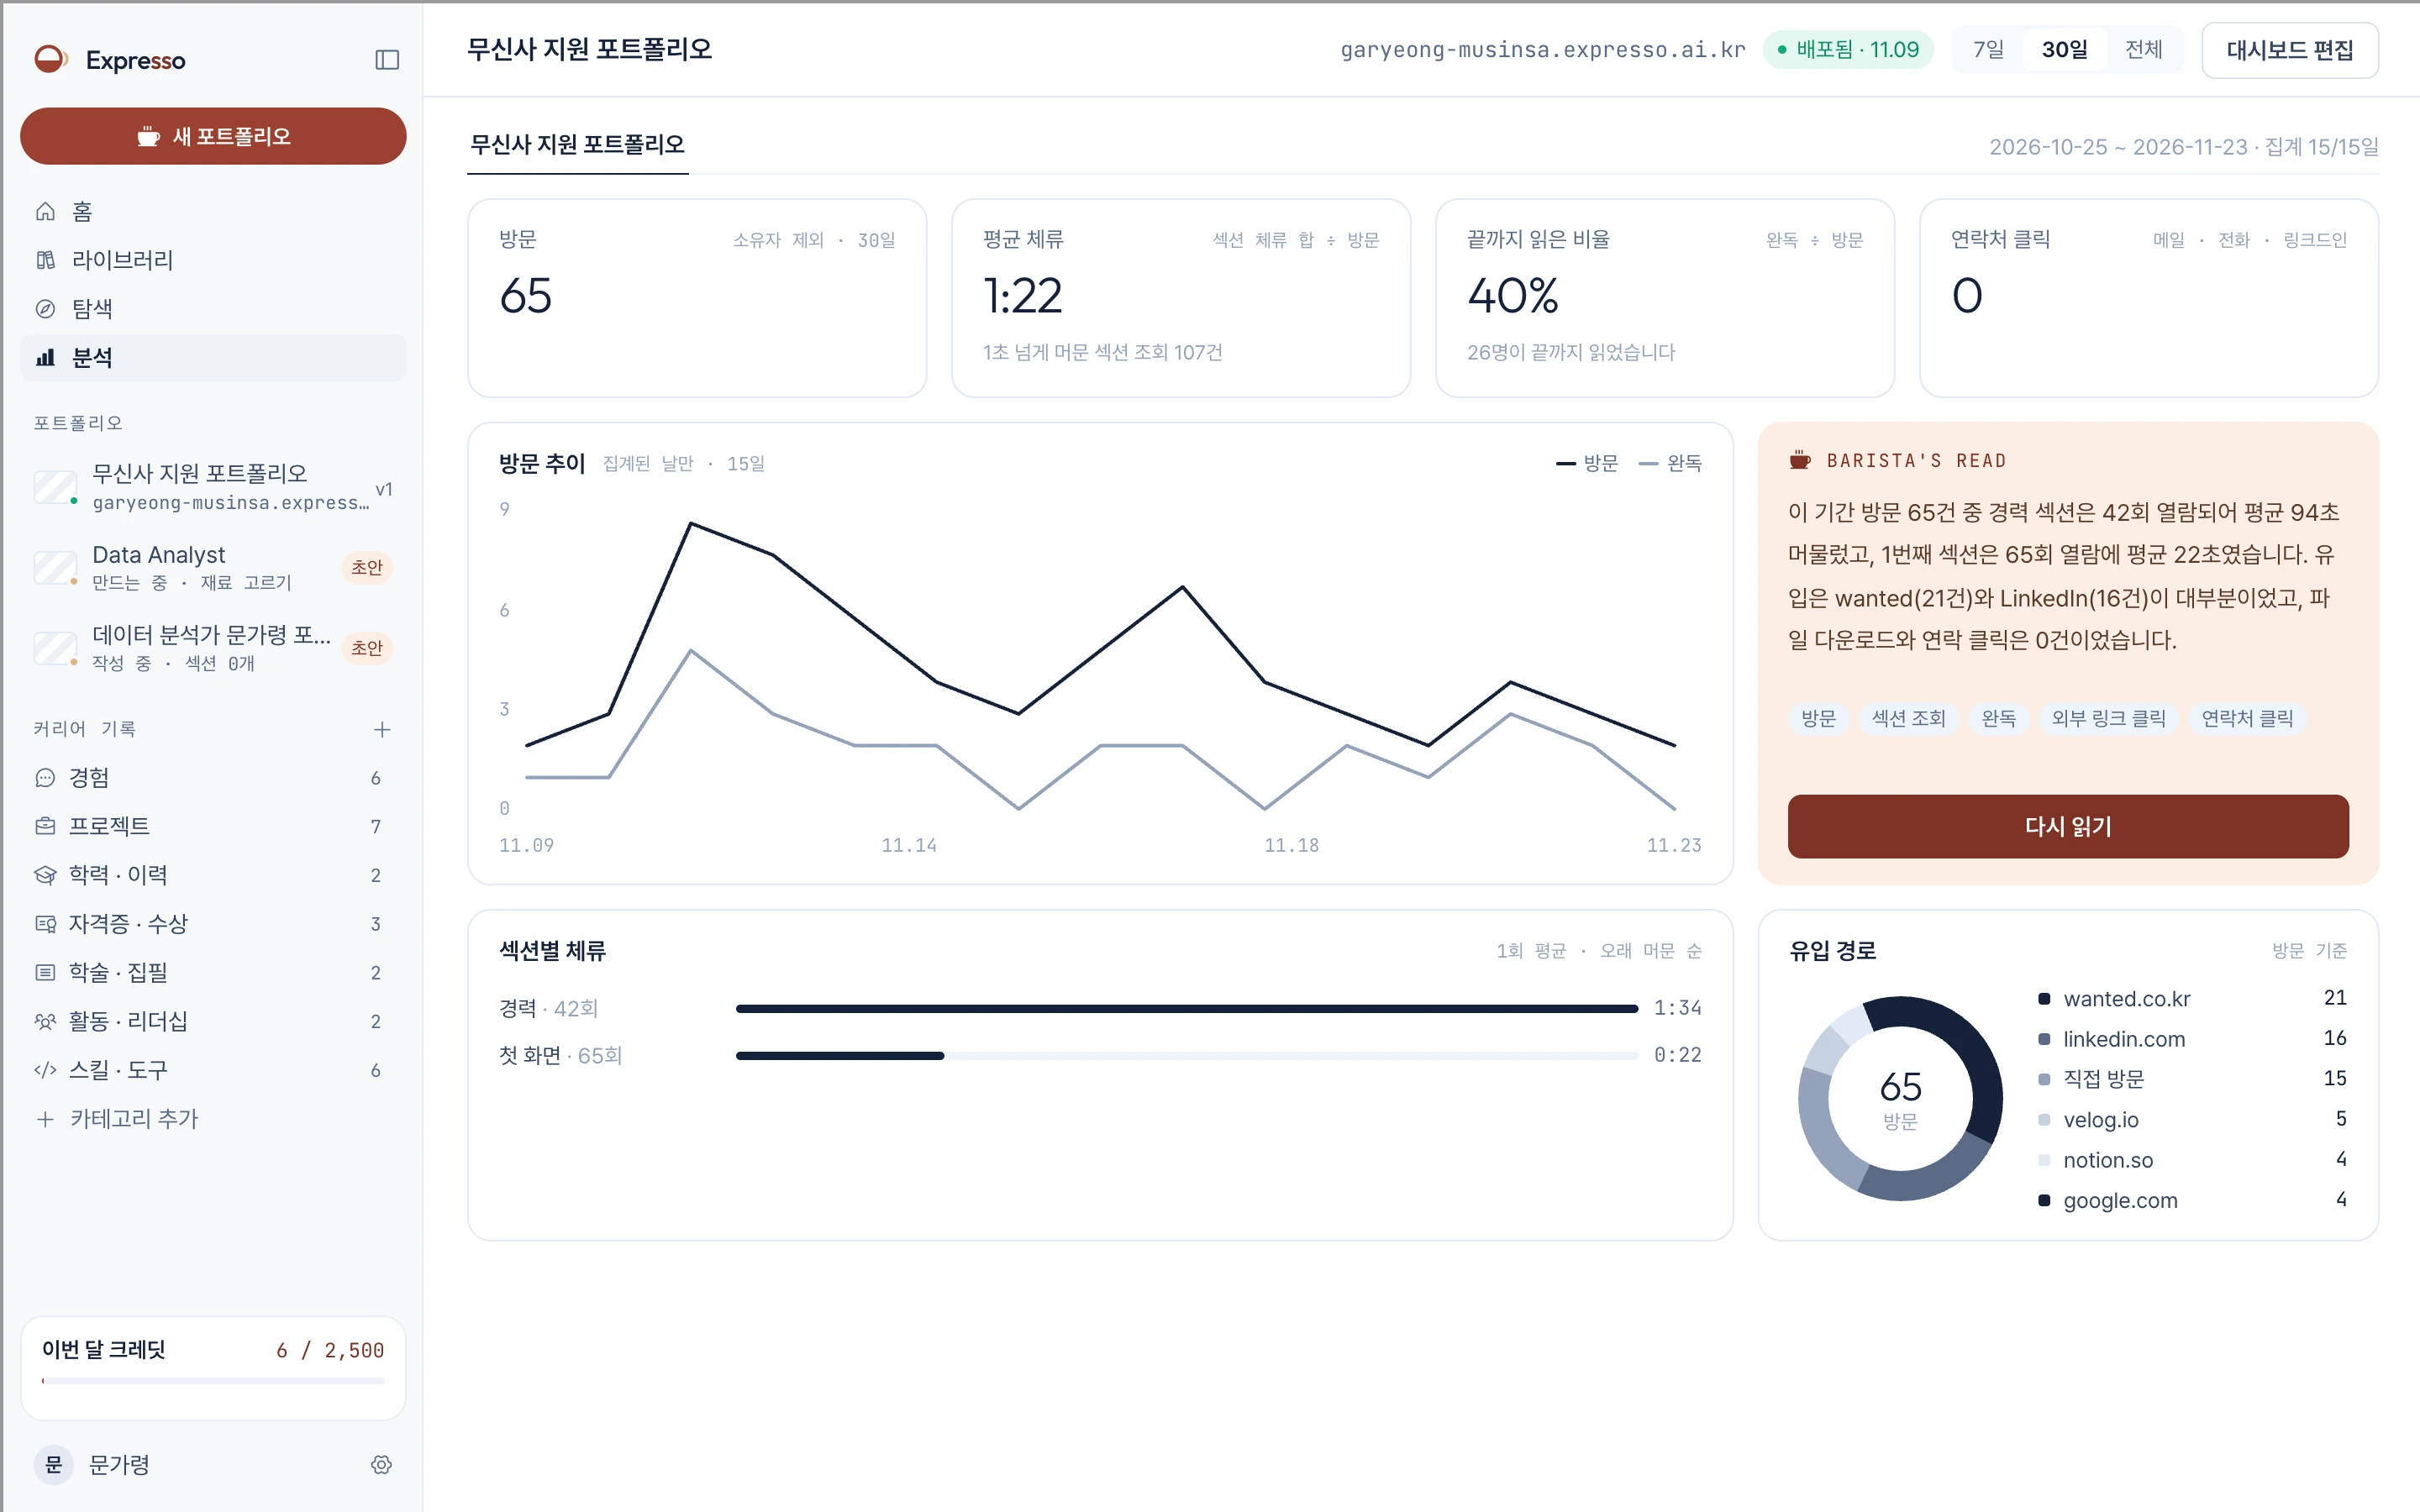 Expresso
새 포트폴리오
홈
라이브러리
탐색
분석
포트폴리오
무신사 지원 포트폴리오
garyeong-musinsa.express…
v1
Data Analyst
만드는 중 · 재료 고르기
초안
데이터 분석가 문가령 포...
작성 중 · 섹션 0개
초안
커리어 기록
경험 6
프로젝트 7
학력 · 이력 2
자격증 · 수상 3
학술 · 집필 2
활동 · 리더십 2
스킬 · 도구 6
카테고리 추가
이번 달 크레딧 6 / 2,500
문 문가령
무신사 지원 포트폴리오
garyeong-musinsa.expresso.ai.kr
배포됨 · 11.09
7일 30일 전체
대시보드 편집
무신사 지원 포트폴리오
2026-10-25 ~ 2026-11-23 · 집계 15/15일
방문 소유자 제외 · 30일
65
평균 체류 섹션 체류 합 ÷ 방문
1:22
1초 넘게 머문 섹션 조회 107건
끝까지 읽은 비율 완독 ÷ 방문
40%
26명이 끝까지 읽었습니다
연락처 클릭 메일 · 전화 · 링크드인
0
방문 추이 집계된 날만 · 15일
방문 완독
9
6
3
0
11.09 11.14 11.18 11.23
BARISTA'S READ
이 기간 방문 65건 중 경력 섹션은 42회 열람되어 평균 94초
머물렀고, 1번째 섹션은 65회 열람에 평균 22초였습니다. 유
입은 wanted(21건)와 LinkedIn(16건)이 대부분이었고, 파
일 다운로드와 연락 클릭은 0건이었습니다.
방문 섹션 조회 완독 외부 링크 클릭 연락처 클릭
다시 읽기
섹션별 체류 1회 평균 · 오래 머문 순
경력 · 42회 1:34
첫 화면 · 65회 0:22
유입 경로 방문 기준
65
방문
wanted.co.kr 21
linkedin.com 16
직접 방문 15
velog.io 5
notion.so 4
google.com 4